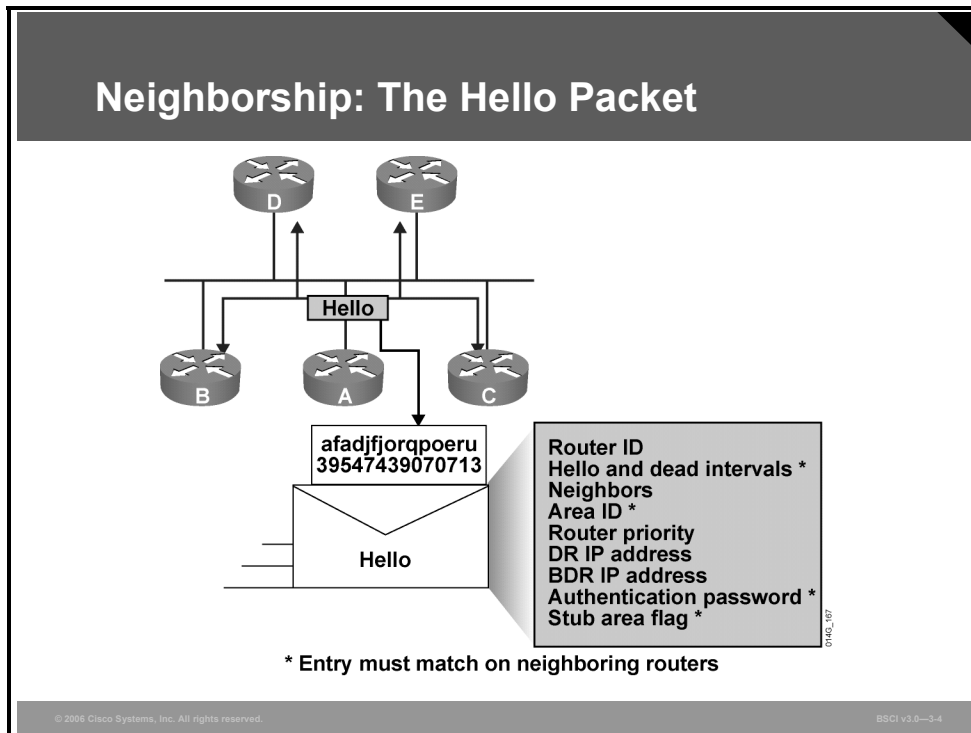 Neighborship: The Hello Packet
D
E
Hello
B
A
C
afadjfjorqpoeru
39547439070713
Hello
Router ID
Hello and dead intervals *
Neighbors
Area ID *
Router priority
DR IP address
BDR IP address
Authentication password *
Stub area flag *
014G_167
* Entry must match on neighboring routers
© 2006 Cisco Systems, Inc. All rights reserved.
BSCI v3.0—3-4